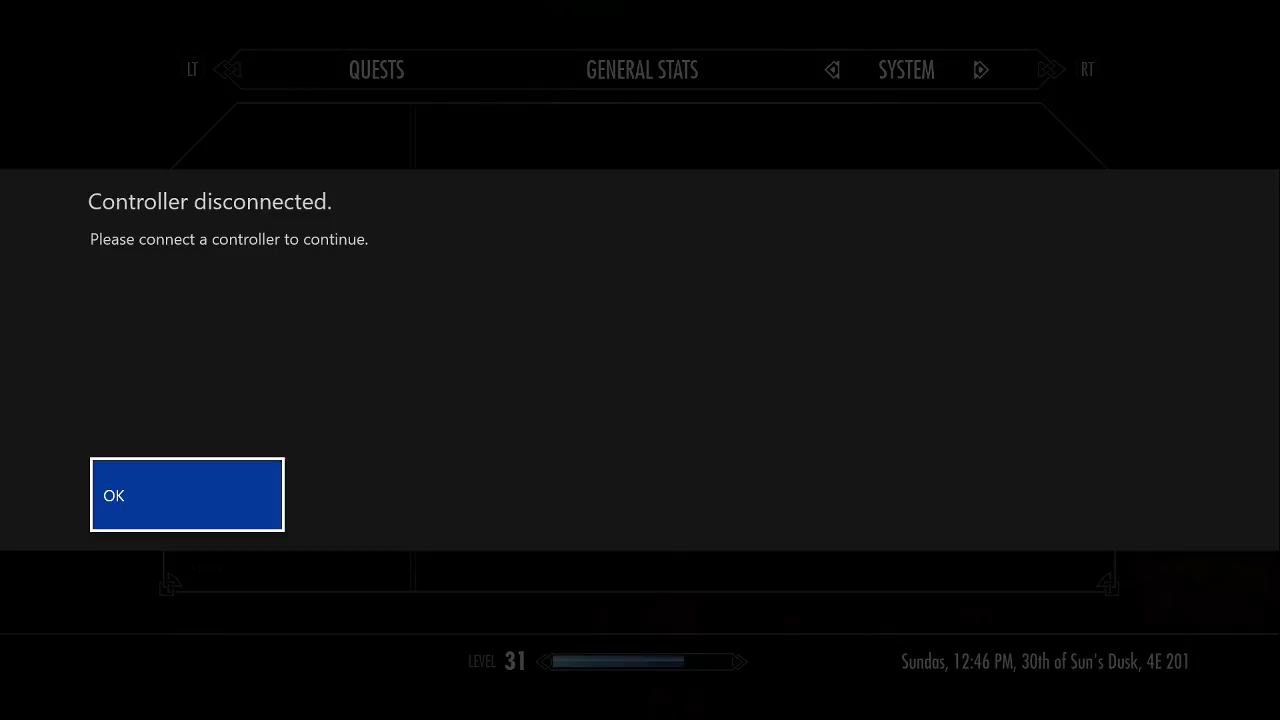 LT QUESTS GENERAL STATS SYSTEM RT
Controller disconnected.
Please connect a controller to continue.
OK
LEVEL 31 Sundas, 12:46 PM, 30th of Sun's Dusk, 4E 201